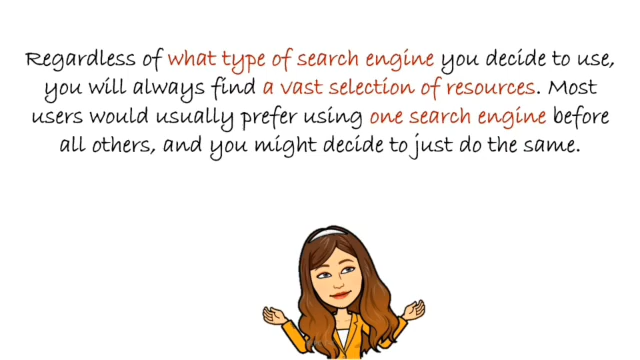 Regardless of what type of search engine you decide to use,
you will always find a vast selection of resources. Most
users would usually prefer using one search engine before
all others, and you might decide to just do the same.